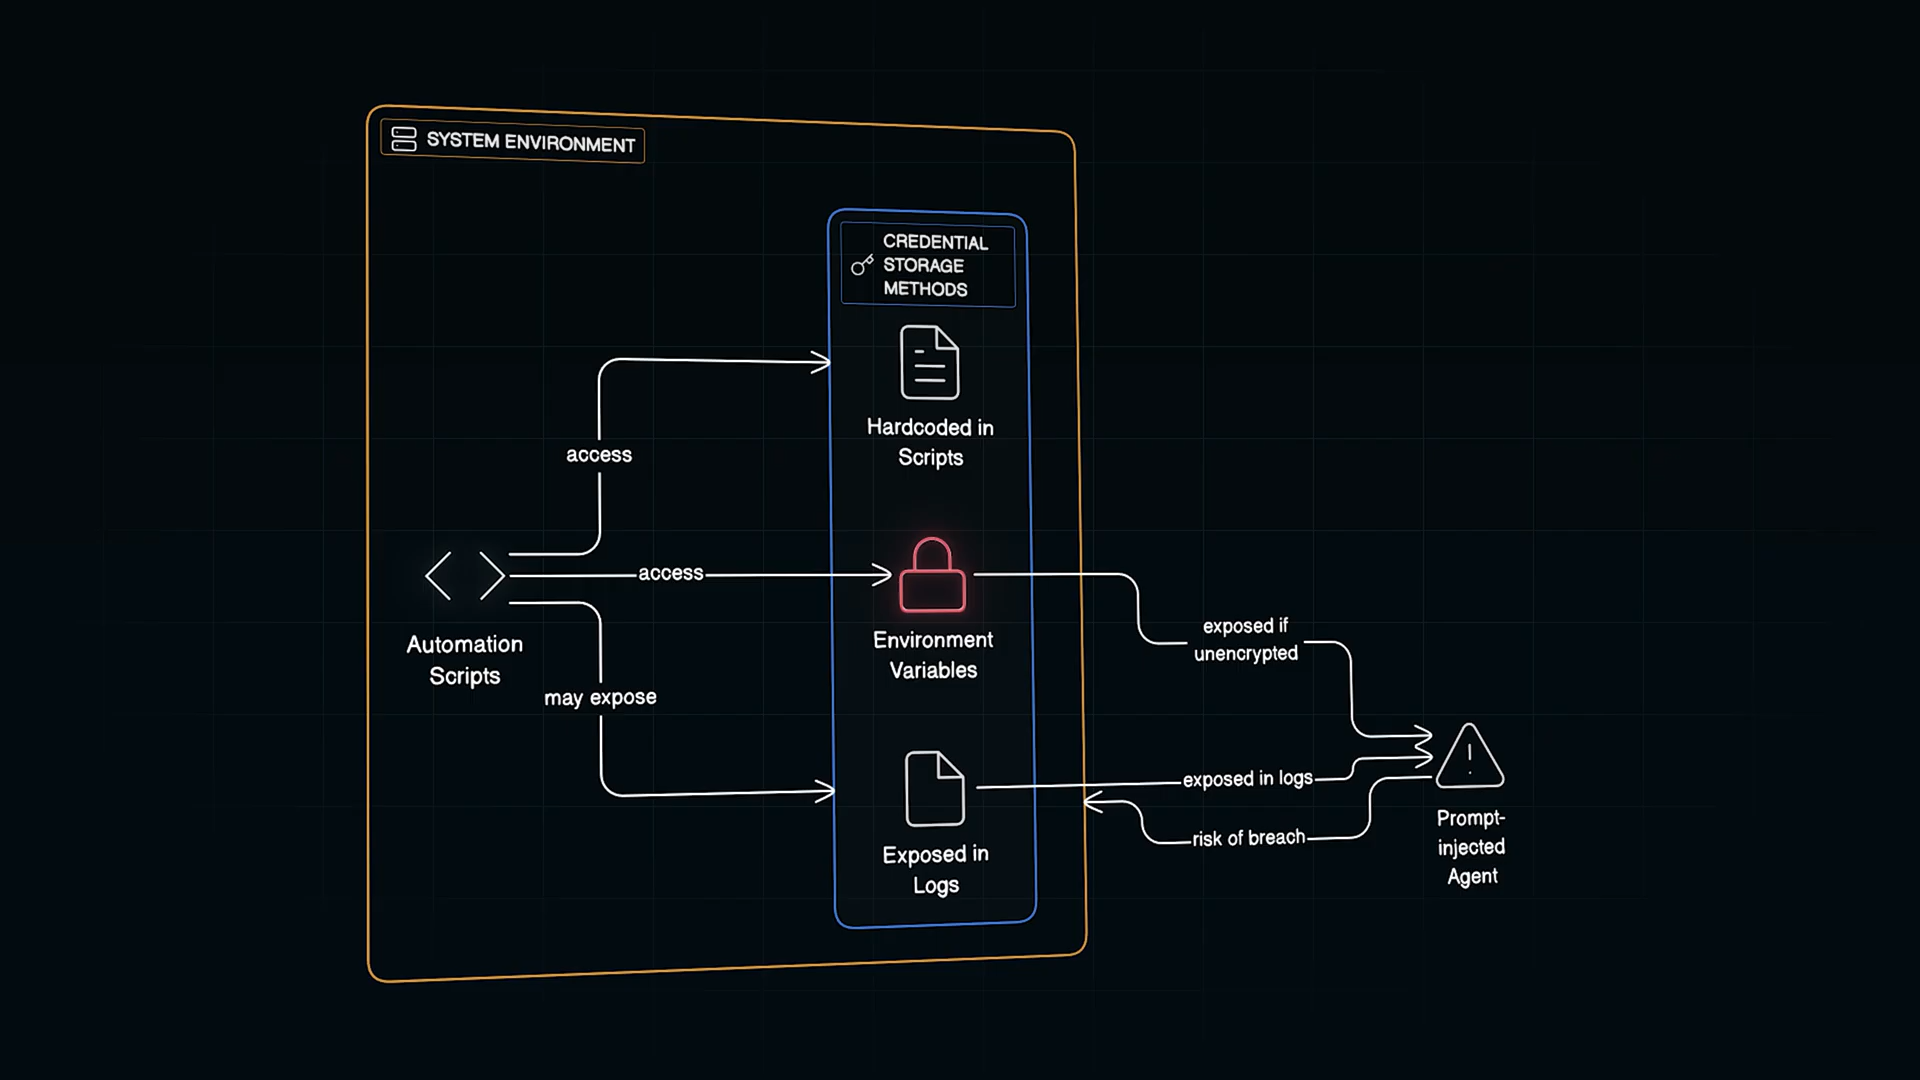 SYSTEM ENVIRONMENT
CREDENTIAL
STORAGE
METHODS
Hardcoded in
Scripts
access
access
Automation
Scripts
may expose
Environment
Variables
exposed if
unencrypted
Exposed in
Logs
exposed in logs
risk of breach
Prompt-
injected
Agent